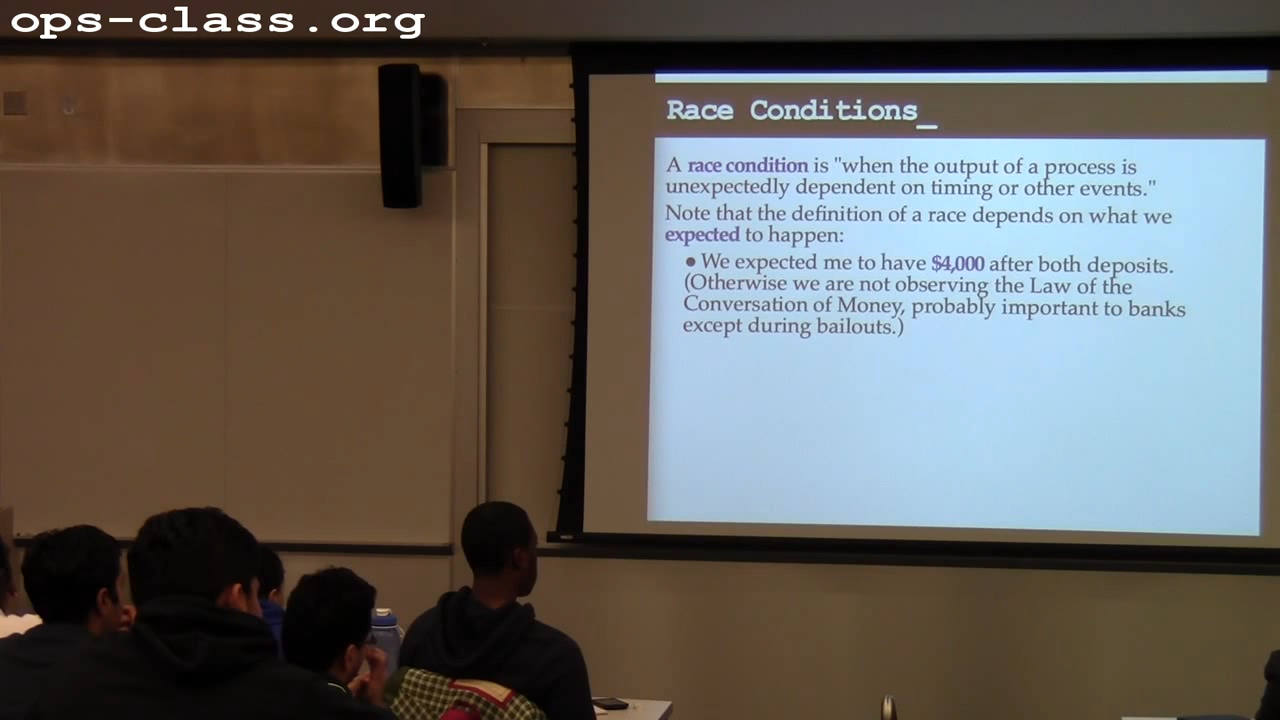 ops-class.org
Race Conditions_
A race condition is "when the output of a process is
unexpectedly dependent on timing or other events."
Note that the definition of a race depends on what we
expected to happen:
• We expected me to have $4,000 after both deposits.
(Otherwise we are not observing the Law of the
Conversation of Money, probably important to banks
except during bailouts.)